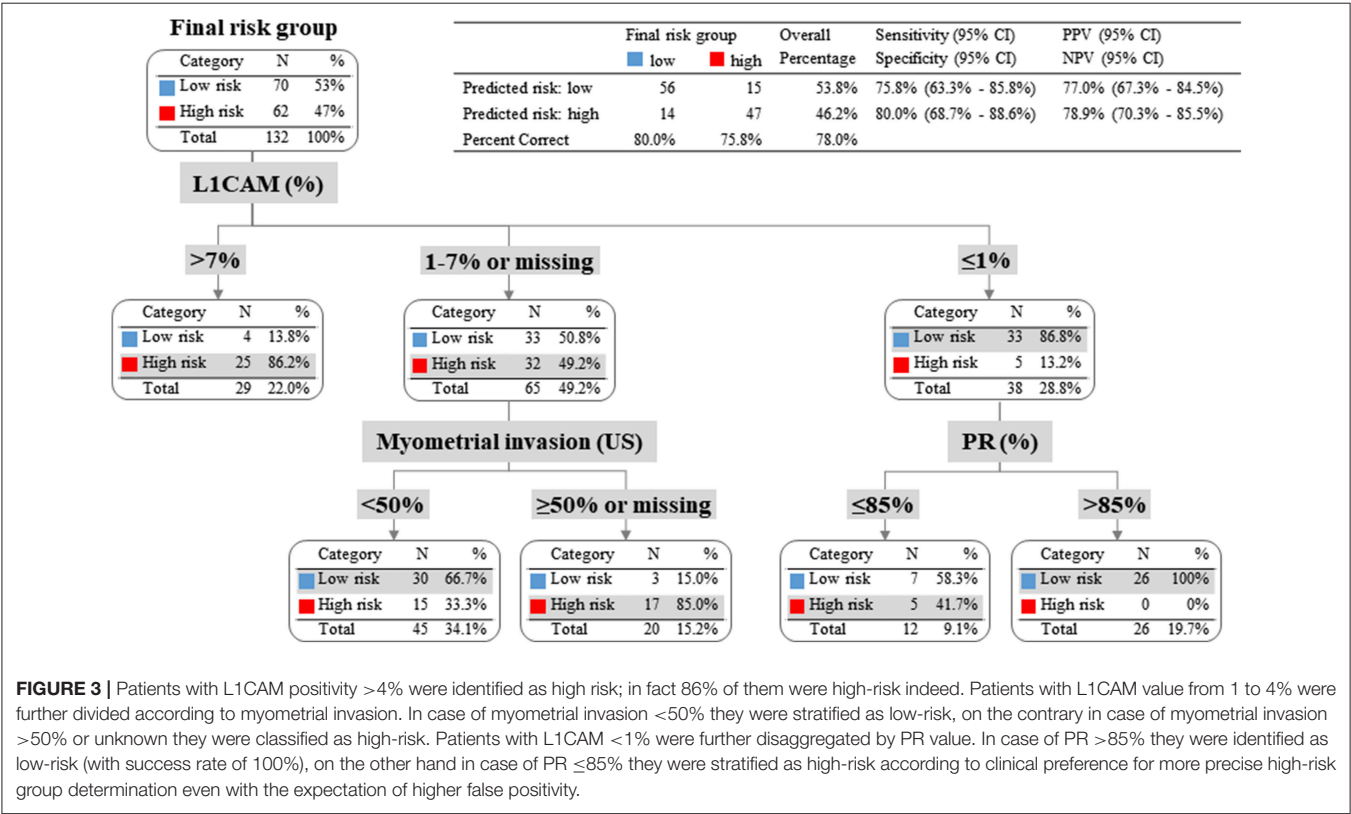 Final risk group
Category N %
Low risk 70 53%
High risk 62 47%
Total 132 100%
Final risk group Overall Sensitivity (95% CI) PPV (95% CI)
low high Percentage Specificity (95% CI) NPV (95% CI)
Predicted risk: low 56 15 53.8% 75.8% (63.3% - 85.8%) 77.0% (67.3% - 84.5%)
Predicted risk: high 14 47 46.2% 80.0% (68.7% - 88.6%) 78.9% (70.3% - 85.5%)
Percent Correct 80.0% 75.8% 78.0%
L1CAM (%)
>7%
Category N %
Low risk 4 13.8%
High risk 25 86.2%
Total 29 22.0%
1-7% or missing
Category N %
Low risk 33 50.8%
High risk 32 49.2%
Total 65 49.2%
≤1%
Category N %
Low risk 33 86.8%
High risk 5 13.2%
Total 38 28.8%
Myometrial invasion (US)
PR (%)
<50%
Category N %
Low risk 30 66.7%
High risk 15 33.3%
Total 45 34.1%
≥50% or missing
Category N %
Low risk 3 15.0%
High risk 17 85.0%
Total 20 15.2%
≤85%
Category N %
Low risk 7 58.3%
High risk 5 41.7%
Total 12 9.1%
>85%
Category N %
Low risk 26 100%
High risk 0 0%
Total 26 19.7%
FIGURE 3 | Patients with L1CAM positivity >4% were identified as high risk; in fact 86% of them were high-risk indeed. Patients with L1CAM value from 1 to 4% were
further divided according to myometrial invasion. In case of myometrial invasion <50% they were stratified as low-risk, on the contrary in case of myometrial invasion
>50% or unknown they were classified as high-risk. Patients with L1CAM <1% were further disaggregated by PR value. In case of PR >85% they were identified as
low-risk (with success rate of 100%), on the other hand in case of PR ≤85% they were stratified as high-risk according to clinical preference for more precise high-risk
group determination even with the expectation of higher false positivity.